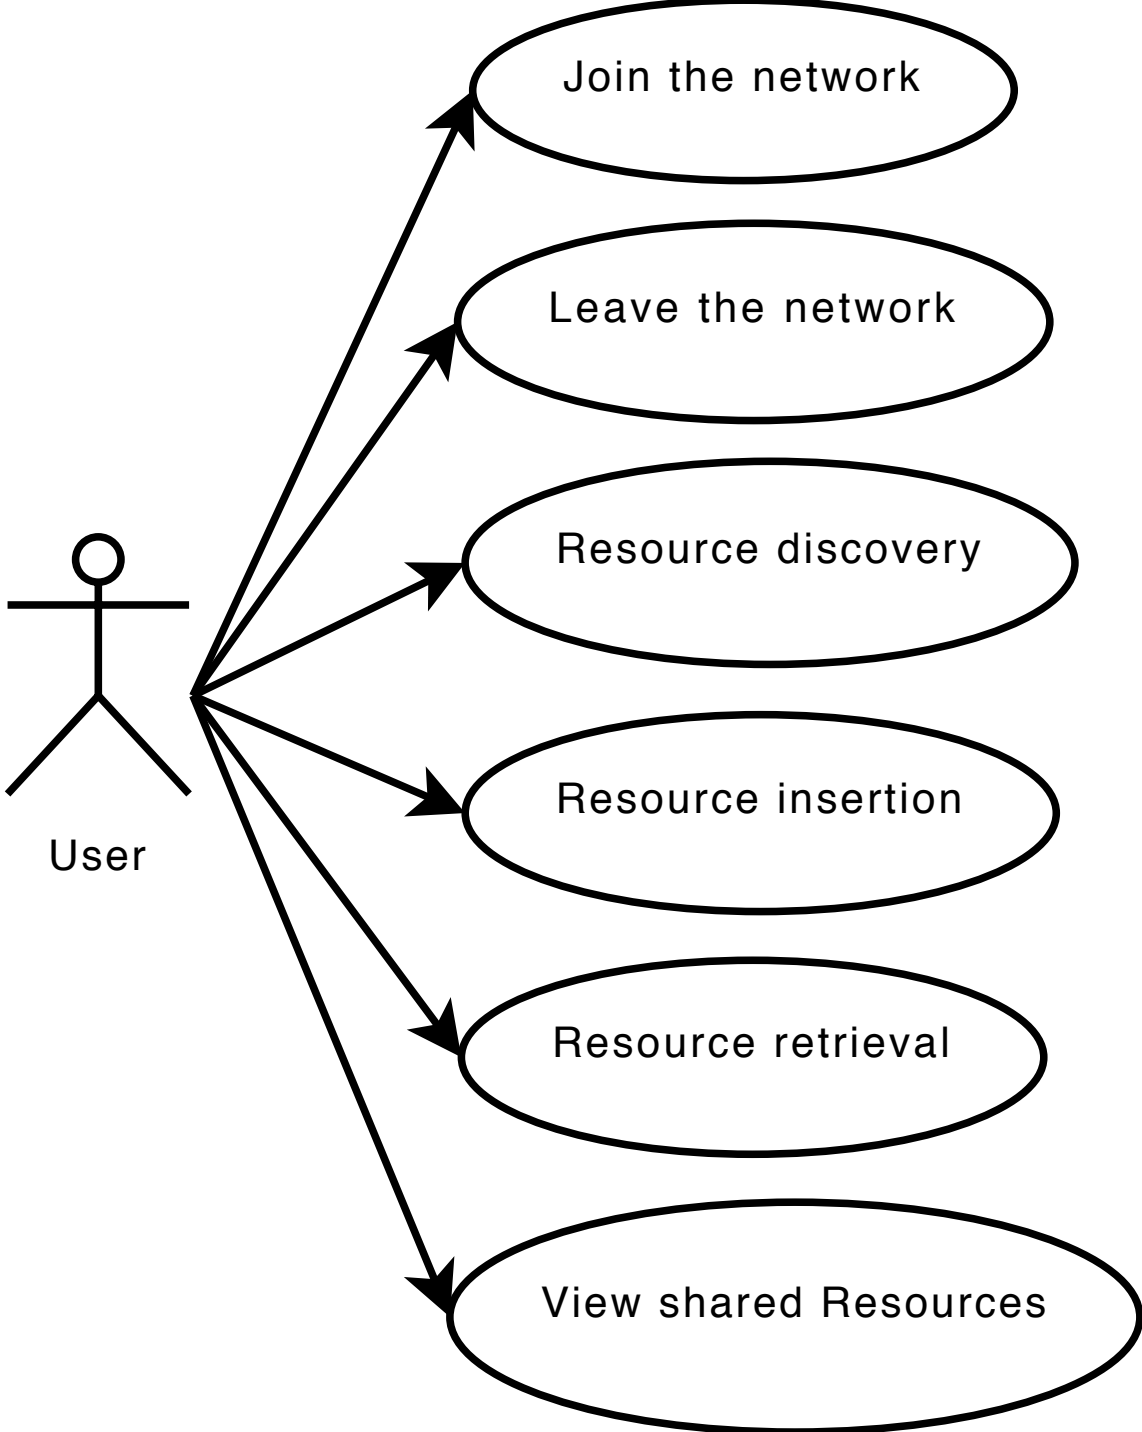 Join the network
Leave the network
Resource discovery
Resource insertion
User
Resource retrieval
View shared Resources